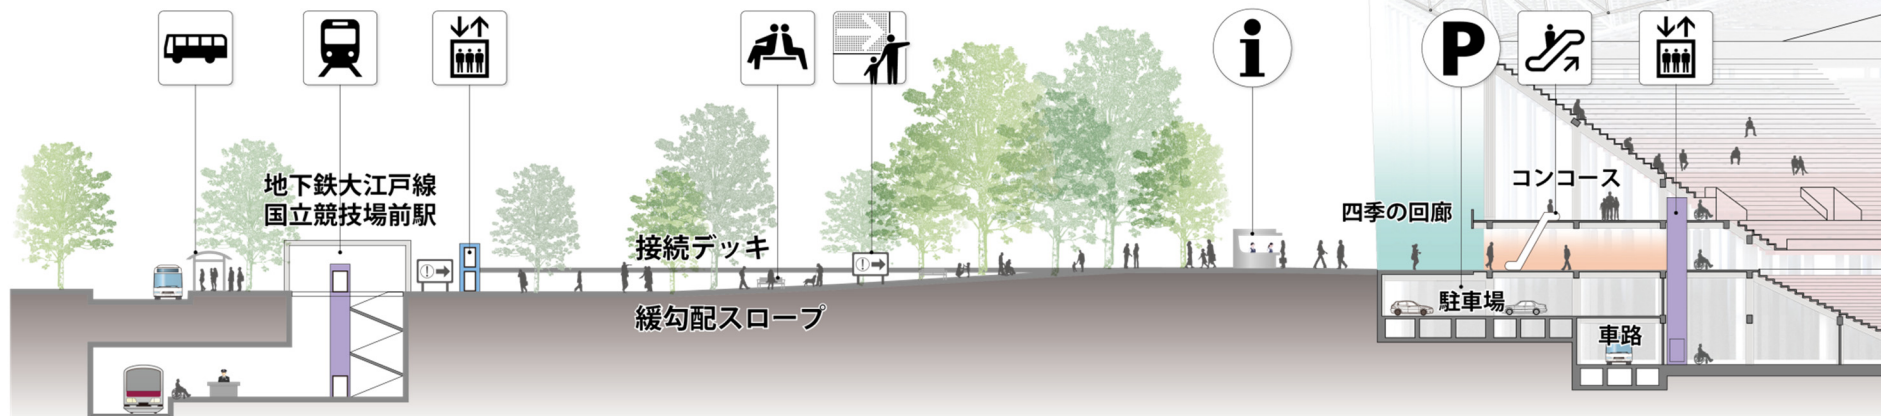 地下鉄大江戸線
国立競技場前駅
接続デッキ
緩勾配スロープ
i
P
コンコース
四季の回廊
駐車場
車路